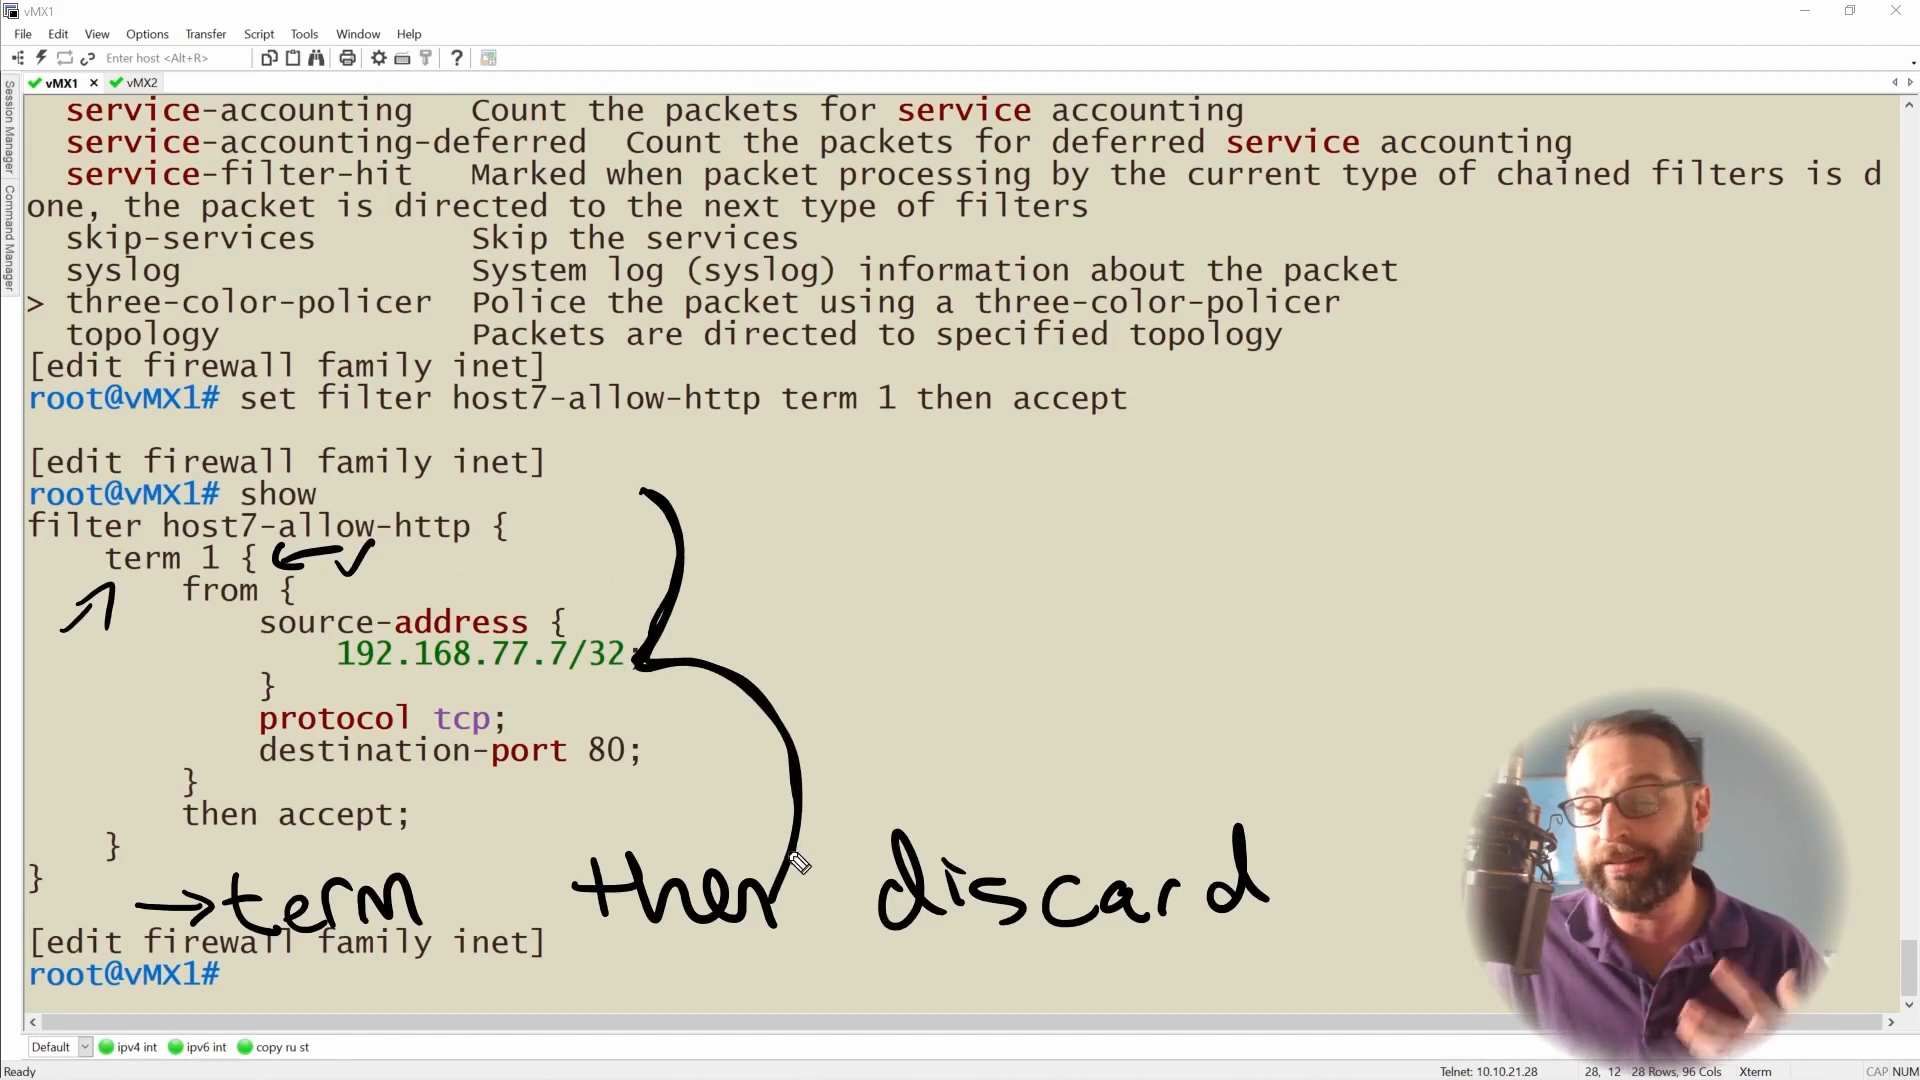 vMX1
File Edit View Options Transfer Script Tools Window Help
Enter host <Alt+R>
vMX1 vMX2
Session Manager
Command Manager
service-accounting Count the packets for service accounting
service-accounting-deferred Count the packets for deferred service accounting
service-filter-hit Marked when packet processing by the current type of chained filters is d
one, the packet is directed to the next type of filters
skip-services Skip the services
syslog System log (syslog) information about the packet
> three-color-policer Police the packet using a three-color-policer
topology Packets are directed to specified topology
[edit firewall family inet]
root@vMX1# set filter host7-allow-http term 1 then accept
[edit firewall family inet]
root@vMX1# show
filter host7-allow-http {
term 1 {
from {
source-address {
192.168.77.7/32;
}
protocol tcp;
destination-port 80;
}
then accept;
}
}
term then discard
[edit firewall family inet]
root@vMX1#
Default ipv4 int ipv6 int copy ru st
Ready Telnet: 10.10.21.28 28, 12 28 Rows, 96 Cols Xterm CAP NUM